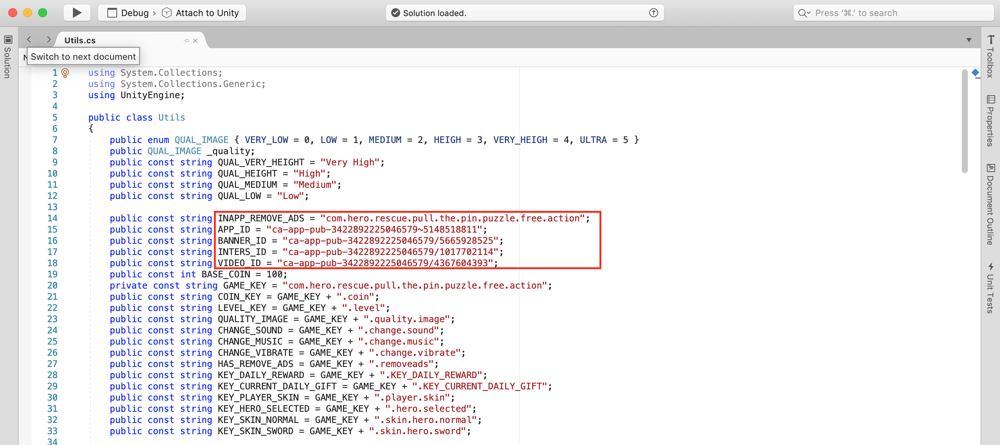 Debug › Attach to Unity
Solution loaded.
Press ‘⌘.’ to search
Utils.cs
Switch to next document
Solution
Toolbox
Properties
Document Outline
Unit Tests
1 using System.Collections;
2 using System.Collections.Generic;
3 using UnityEngine;
4
5 public class Utils
6 {
7 public enum QUAL_IMAGE { VERY_LOW = 0, LOW = 1, MEDIUM = 2, HEIGH = 3, VERY_HEIGH = 4, ULTRA = 5 }
8 public QUAL_IMAGE _quality;
9 public const string QUAL_VERY_HEIGHT = "Very High";
10 public const string QUAL_HEIGHT = "High";
11 public const string QUAL_MEDIUM = "Medium";
12 public const string QUAL_LOW = "Low";
13
14 public const string INAPP_REMOVE_ADS = "com.hero.rescue.pull.the.pin.puzzle.free.action";
15 public const string APP_ID = "ca-app-pub-3422892225046579~5148518811";
16 public const string BANNER_ID = "ca-app-pub-3422892225046579/5665928525";
17 public const string INTERS_ID = "ca-app-pub-3422892225046579/1017702114";
18 public const string VIDEO_ID = "ca-app-pub-3422892225046579/4367604393";
19 public const int BASE_COIN = 100;
20 private const string GAME_KEY = "com.hero.rescue.pull.the.pin.puzzle.free.action";
21 public const string COIN_KEY = GAME_KEY + ".coin";
22 public const string LEVEL_KEY = GAME_KEY + ".level";
23 public const string QUALITY_IMAGE = GAME_KEY + ".quality.image";
24 public const string CHANGE_SOUND = GAME_KEY + ".change.sound";
25 public const string CHANGE_MUSIC = GAME_KEY + ".change.music";
26 public const string CHANGE_VIBRATE = GAME_KEY + ".change.vibrate";
27 public const string HAS_REMOVE_ADS = GAME_KEY + ".removeads";
28 public const string KEY_DAILY_REWARD = GAME_KEY + ".KEY_DAILY_REWARD";
29 public const string KEY_CURRENT_DAILY_GIFT = GAME_KEY + ".KEY_CURRENT_DAILY_GIFT";
30 public const string KEY_PLAYER_SKIN = GAME_KEY + ".player.skin";
31 public const string KEY_HERO_SELECTED = GAME_KEY + ".hero.selected";
32 public const string KEY_SKIN_NORMAL = GAME_KEY + ".skin.hero.normal";
33 public const string KEY_SKIN_SWORD = GAME_KEY + ".skin.hero.sword";
34